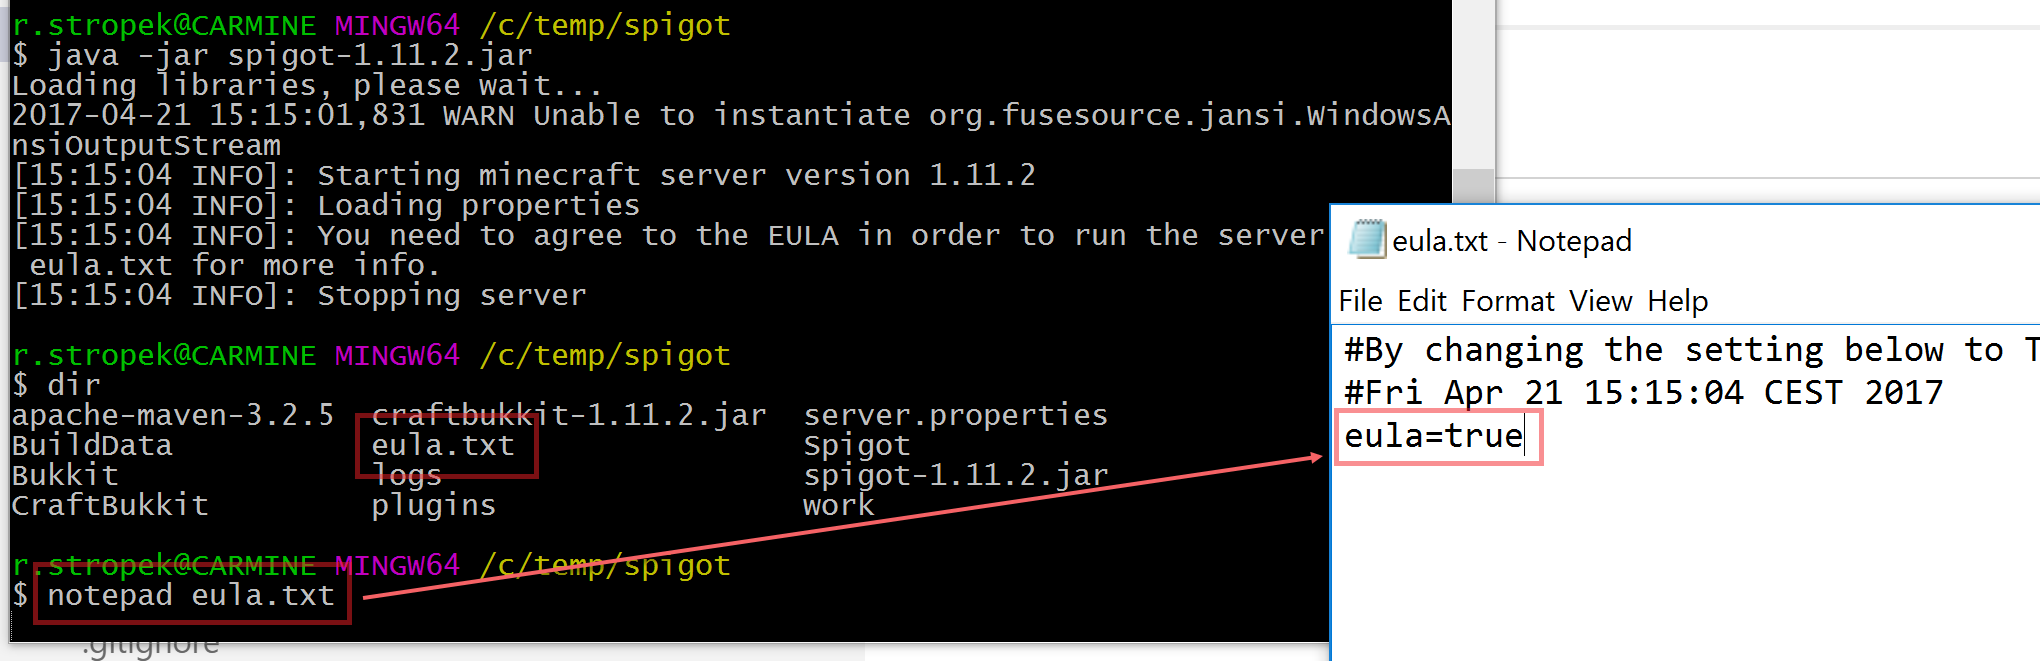 r.stropek@CARMINE MINGW64 /c/temp/spigot
$ java -jar spigot-1.11.2.jar
Loading libraries, please wait...
2017-04-21 15:15:01,831 WARN Unable to instantiate org.fusesource.jansi.WindowsA
nsiOutputStream
[15:15:04 INFO]: Starting minecraft server version 1.11.2
[15:15:04 INFO]: Loading properties
[15:15:04 INFO]: You need to agree to the EULA in order to run the server
eula.txt for more info.
[15:15:04 INFO]: Stopping server
r.stropek@CARMINE MINGW64 /c/temp/spigot
$ dir
apache-maven-3.2.5 craftbukkit-1.11.2.jar server.properties
BuildData eula.txt Spigot
Bukkit logs spigot-1.11.2.jar
CraftBukkit plugins work
r.stropek@CARMINE MINGW64 /c/temp/spigot
$ notepad eula.txt
.gitignore
eula.txt - Notepad
File Edit Format View Help
#By changing the setting below to T
#Fri Apr 21 15:15:04 CEST 2017
eula=true